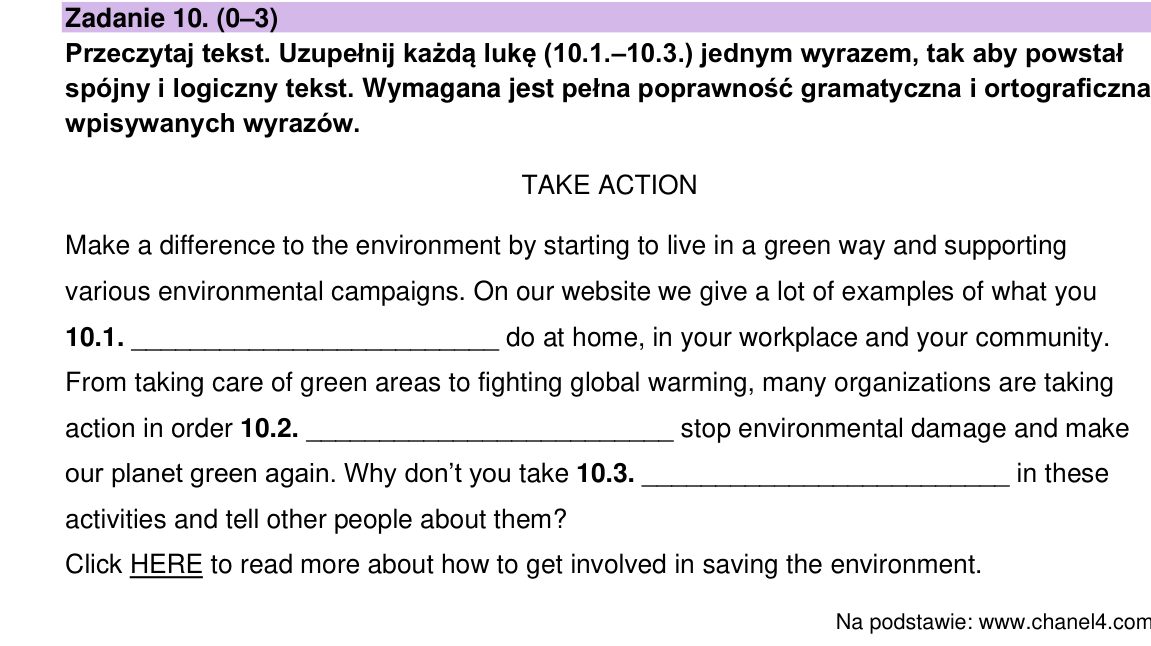 Zadanie 10. (0–3)
Przeczytaj tekst. Uzupełnij każdą lukę (10.1.–10.3.) jednym wyrazem, tak aby powstał
spójny i logiczny tekst. Wymagana jest pełna poprawność gramatyczna i ortograficzna
wpisywanych wyrazów.
TAKE ACTION
Make a difference to the environment by starting to live in a green way and supporting
various environmental campaigns. On our website we give a lot of examples of what you
10.1. __________________________ do at home, in your workplace and your community.
From taking care of green areas to fighting global warming, many organizations are taking
action in order 10.2. __________________________ stop environmental damage and make
our planet green again. Why don’t you take 10.3. __________________________ in these
activities and tell other people about them?
Click HERE to read more about how to get involved in saving the environment.
Na podstawie: www.chanel4.com